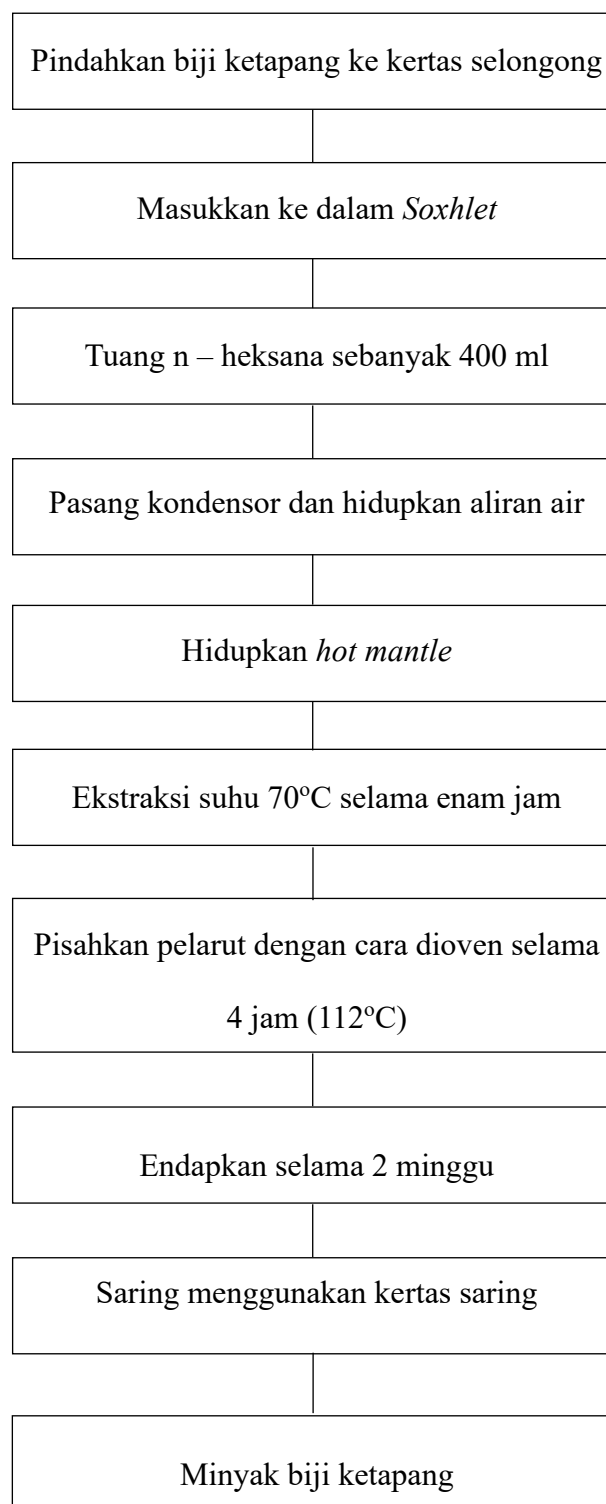 Pindahkan biji ketapang ke kertas selongong
Masukkan ke dalam Soxhlet
Tuang n – heksana sebanyak 400 ml
Pasang kondensor dan hidupkan aliran air
Hidupkan hot mantle
Ekstraksi suhu 70ºC selama enam jam
Pisahkan pelarut dengan cara dioven selama
4 jam (112ºC)
Endapkan selama 2 minggu
Saring menggunakan kertas saring
Minyak biji ketapang